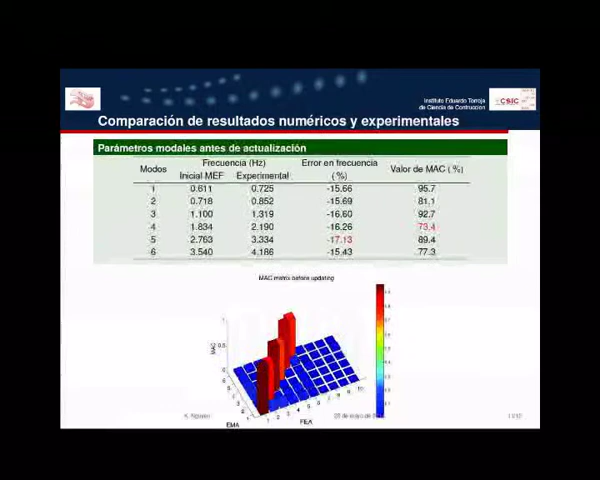 Instituto Eduardo Torroja
de Ciencia de Contruccion
CSIC
Comparación de resultados numéricos y experimentales
Parámetros modales antes de actualización
Modos Frecuencia (Hz) Error en frecuencia Valor de MAC (%)
Inicial MEF Experimental (%)
1 0.611 0.725 -15.66 95.7
2 0.718 0.852 -15.69 81.1
3 1.100 1.319 -16.60 92.7
4 1.834 2.190 -16.26 73.4
5 2.763 3.334 -17.13 89.4
6 3.540 4.186 -15.43 77.3
MAC matrix before updating
MAC
EMA
FEA